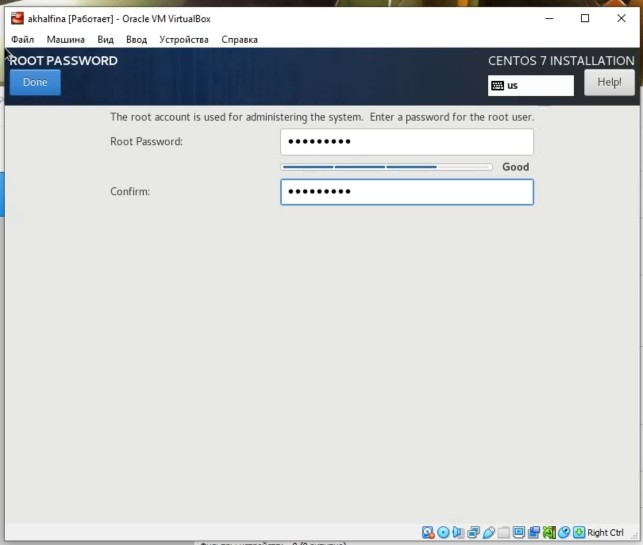 akhalfina [Работает] - Oracle VM VirtualBox
Файл Машина Вид Ввод Устройства Справка
ROOT PASSWORD
CENTOS 7 INSTALLATION
Done
us
Help!
The root account is used for administering the system. Enter a password for the root user.
Root Password:
●●●●●●●●●
Good
Confirm:
●●●●●●●●●
Right Ctrl